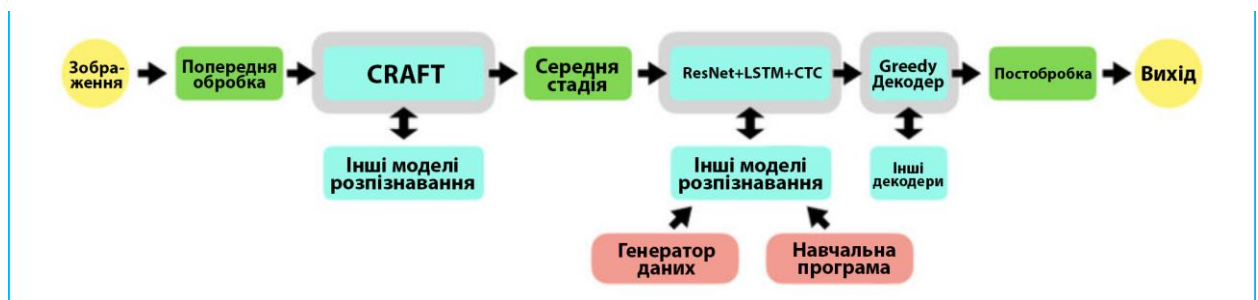 Зобра-
ження
Попередня
обробка
CRAFT
Середня
стадія
ResNet+LSTM+CTC
Greedy
Декодер
Постобробка
Вихід
Інші моделі
розпізнавання
Інші моделі
розпізнавання
Інші
декодери
Генератор
даних
Навчальна
програма